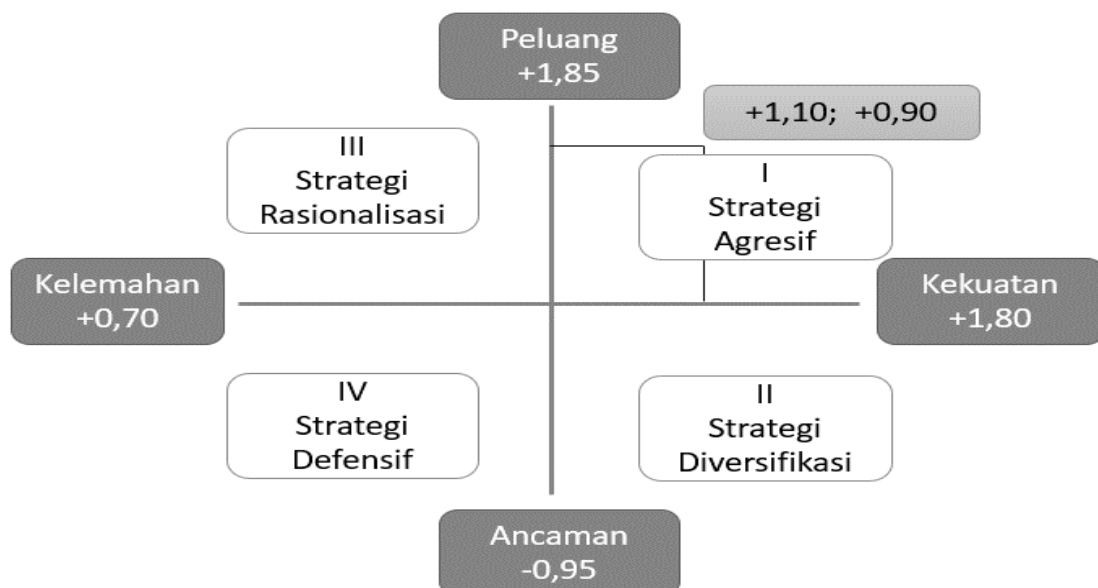 Peluang
+1,85
+1,10; +0,90
III
Strategi
Rasionalisasi
I
Strategi
Agresif
Kelemahan
+0,70
Kekuatan
+1,80
IV
Strategi
Defensif
II
Strategi
Diversifikasi
Ancaman
-0,95